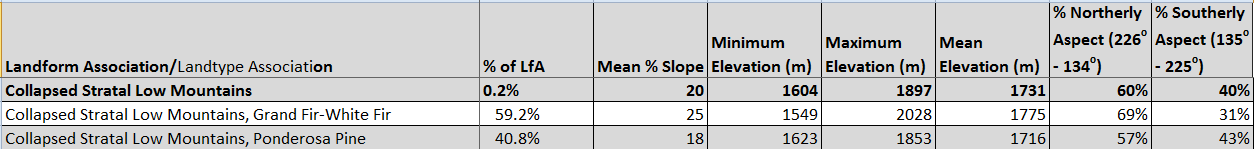 Landform Association/Landtype Association % of LfA Mean % Slope Minimum Elevation (m) Maximum Elevation (m) Mean Elevation (m) % Northerly Aspect (226° - 134°) % Southerly Aspect (135° - 225°)
Collapsed Stratal Low Mountains 0.2% 20 1604 1897 1731 60% 40%
Collapsed Stratal Low Mountains, Grand Fir-White Fir 59.2% 25 1549 2028 1775 69% 31%
Collapsed Stratal Low Mountains, Ponderosa Pine 40.8% 18 1623 1853 1716 57% 43%